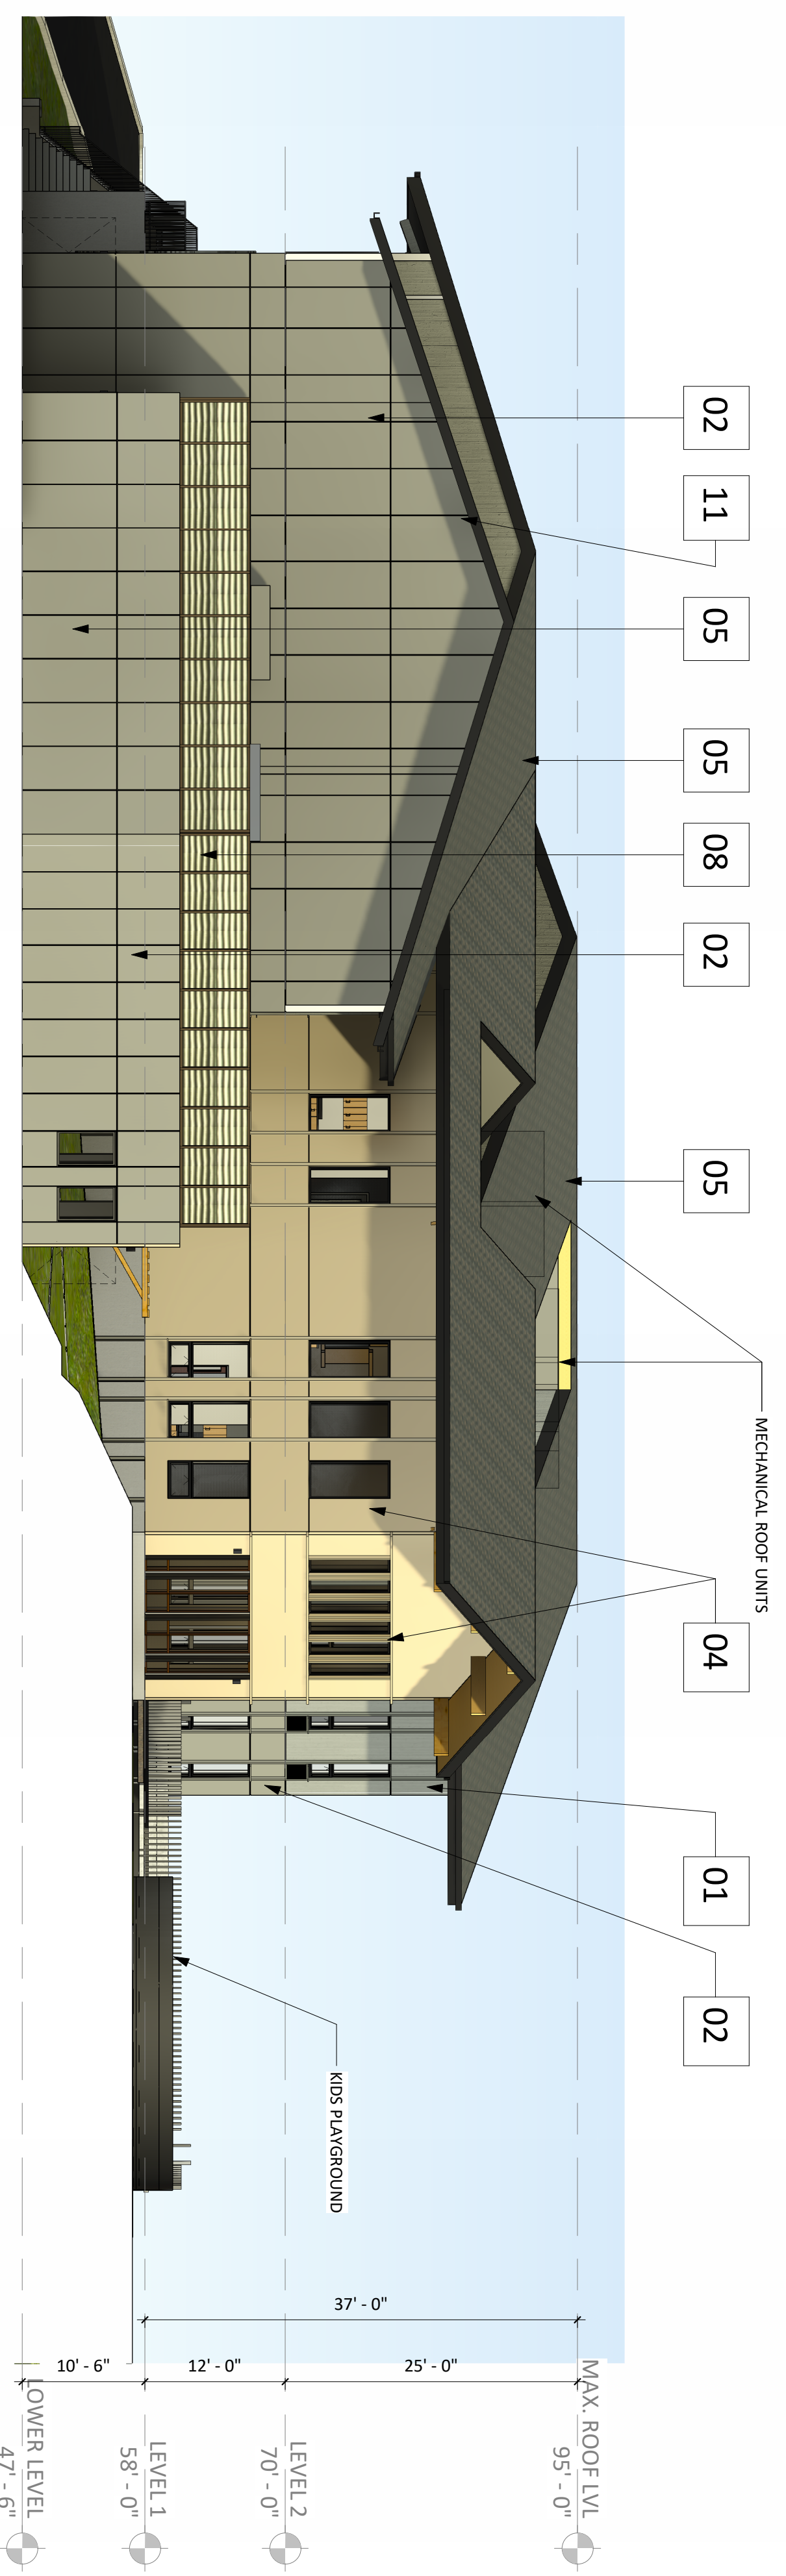 02
11
05
05
08
02
05
MECHANICAL ROOF UNITS
04
01
02
KIDS PLAYGROUND
37' - 0"
10' - 6"
12' - 0"
25' - 0"
MAX. ROOF LVL
95' - 0"
LEVEL 2
70' - 0"
LEVEL 1
58' - 0"
LOWER LEVEL
47' - 6"